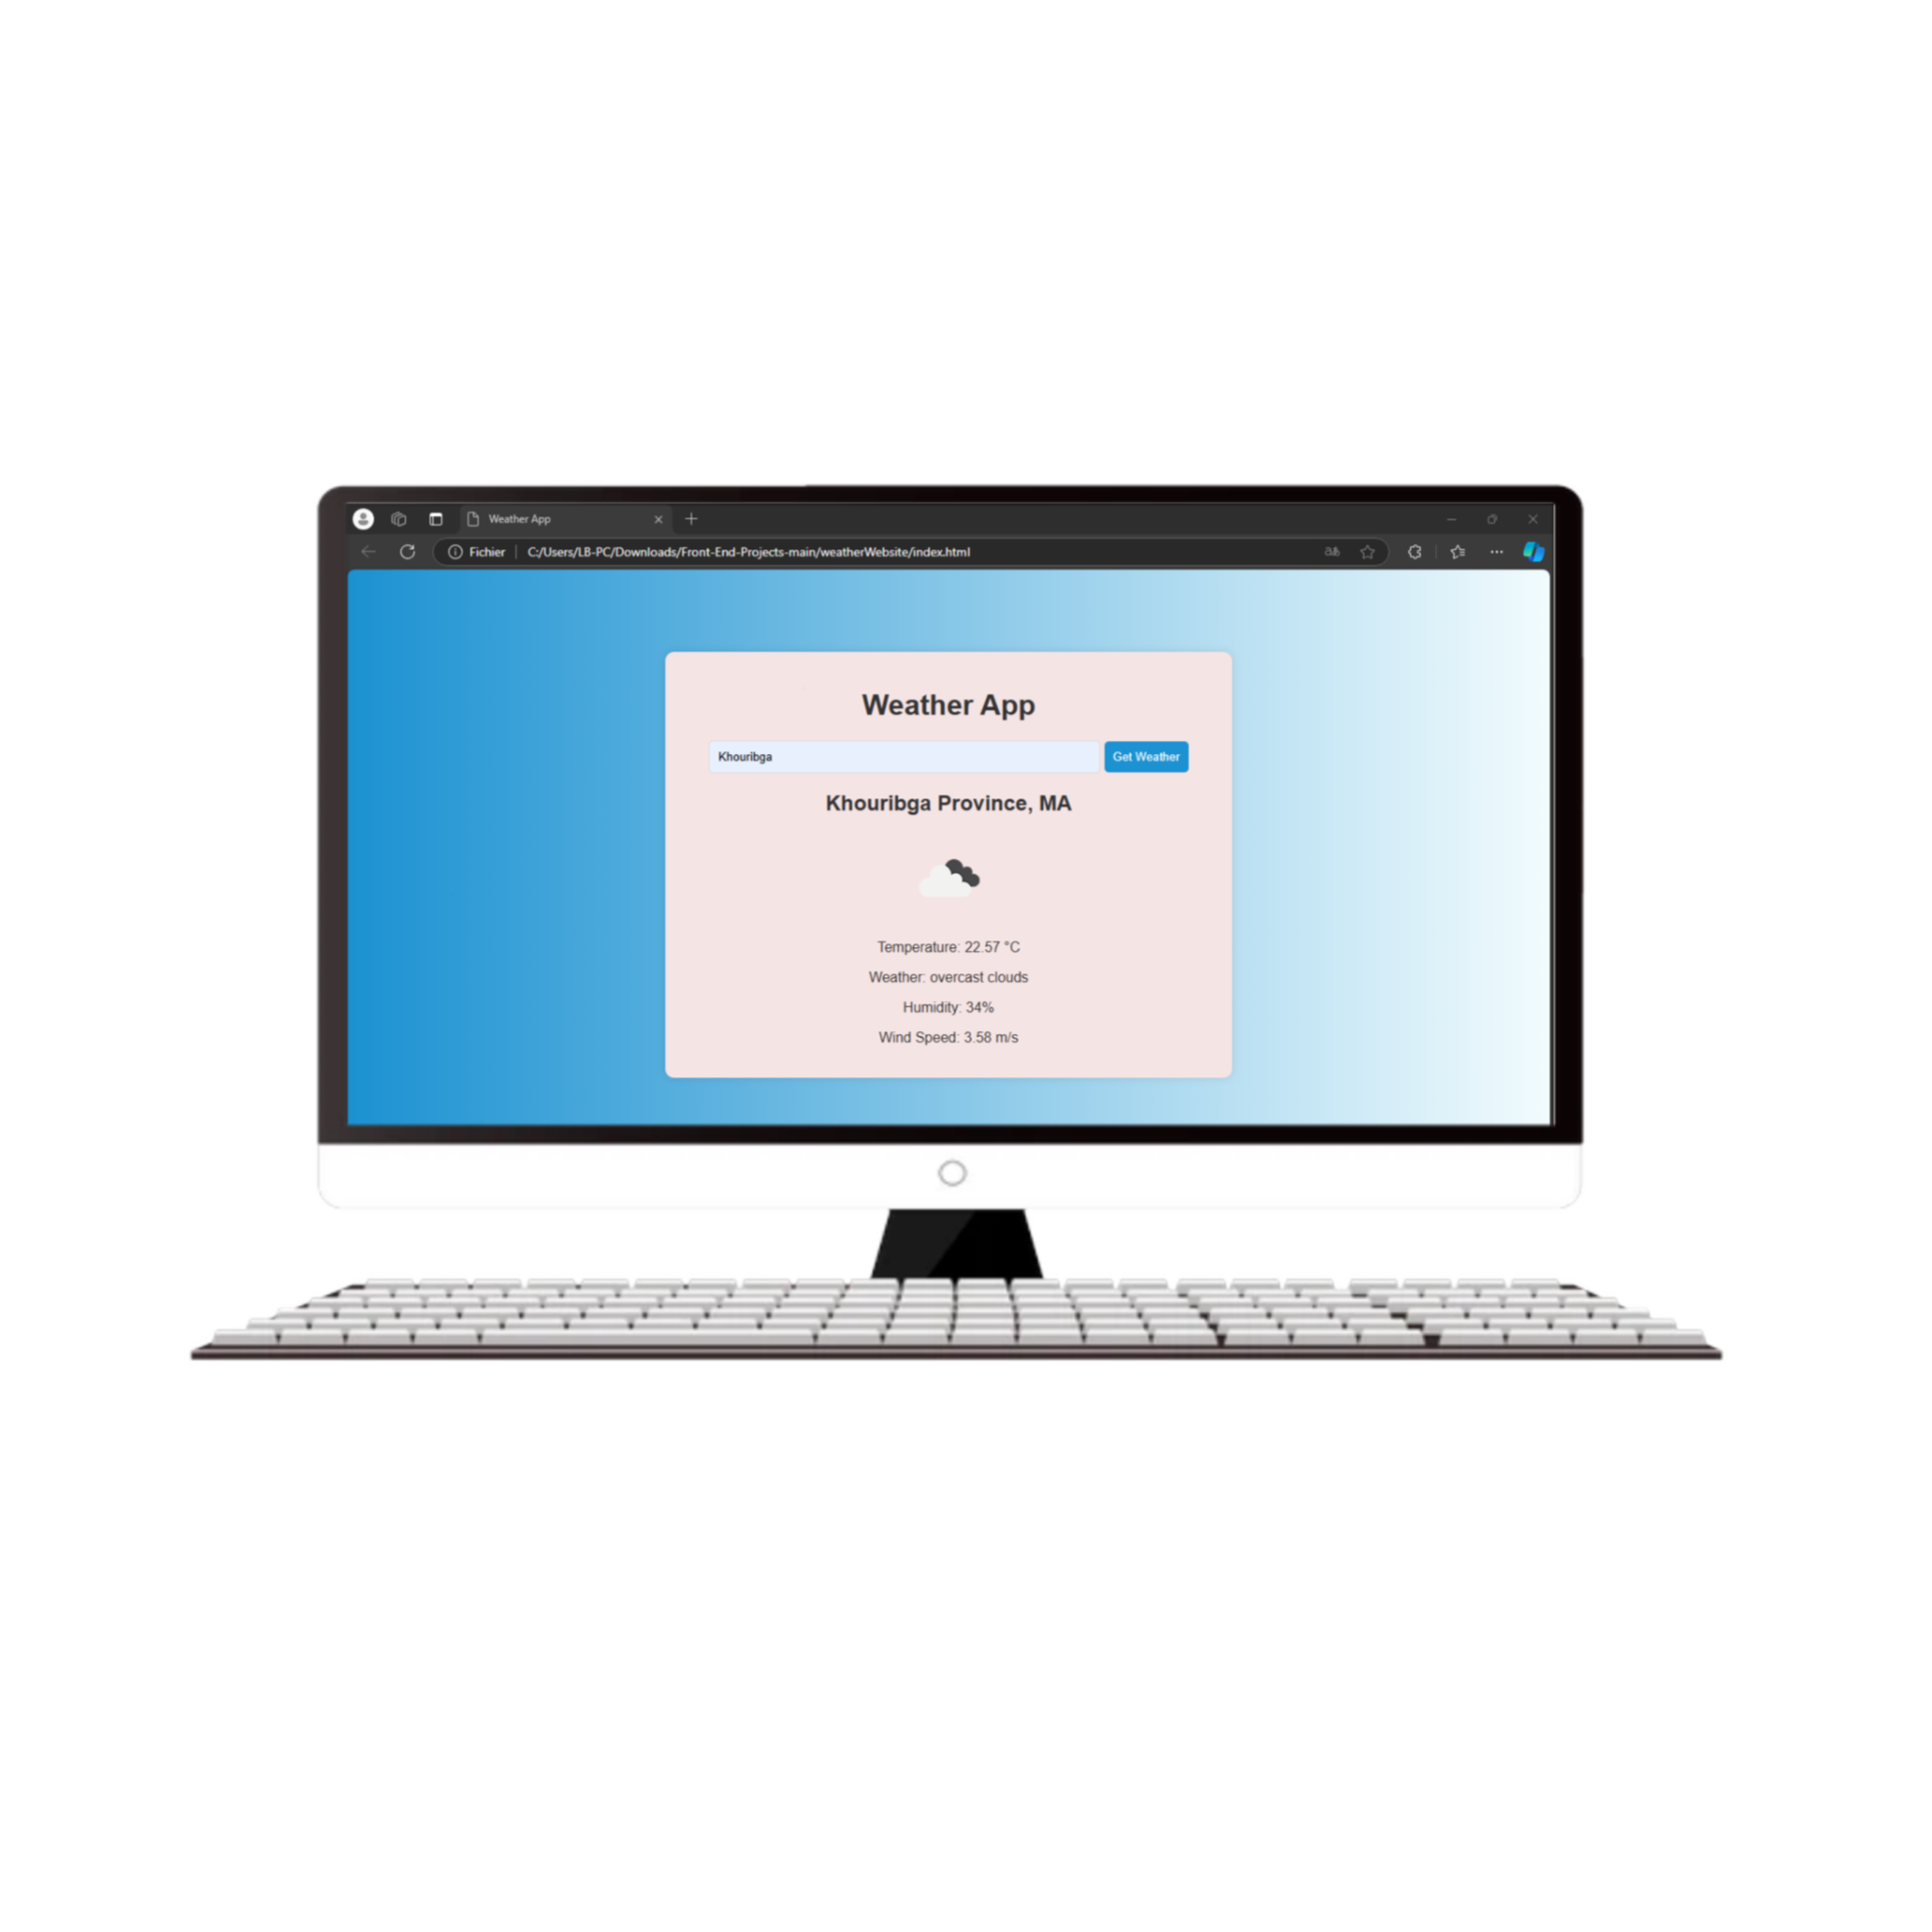 Weather App
Fichier
C:/Users/LB-PC/Downloads/Front-End-Projects-main/weatherWebsite/index.html
Weather App
Khouribga
Get Weather
Khouribga Province, MA
Temperature: 22.57 °C
Weather: overcast clouds
Humidity: 34%
Wind Speed: 3.58 m/s